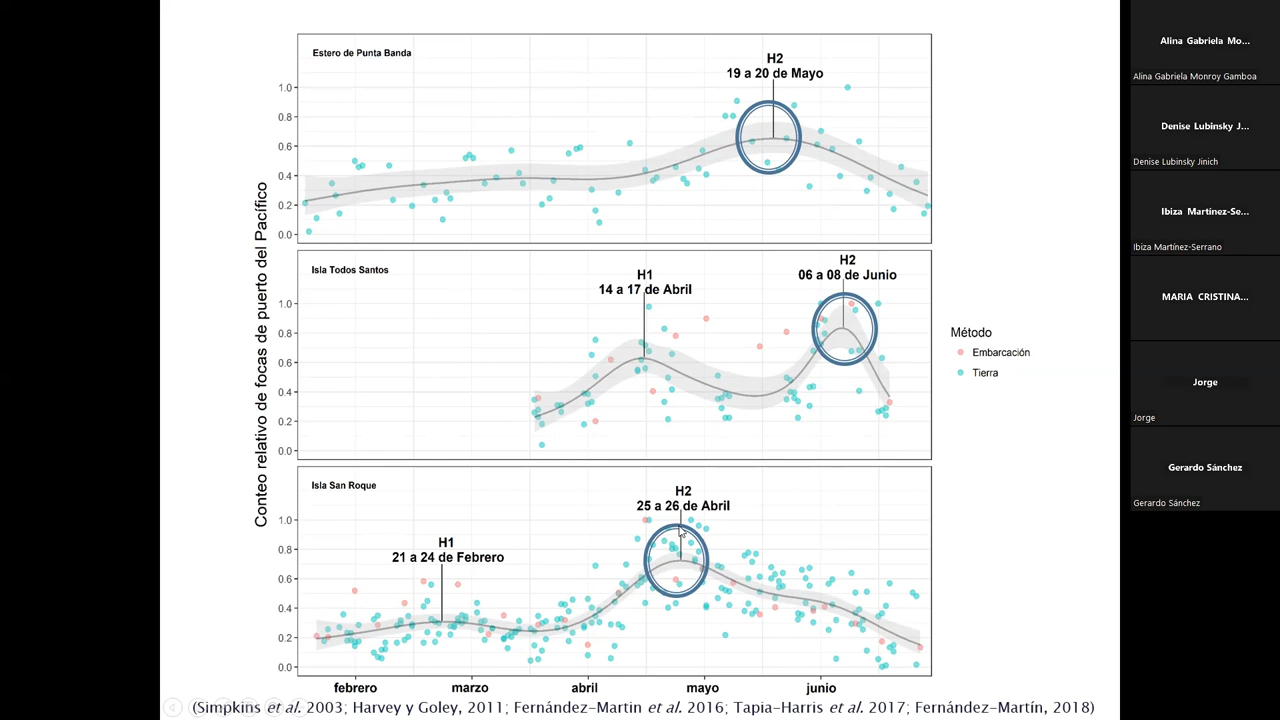 Estero de Punta Banda
H2
19 a 20 de Mayo
1.0
0.8
0.6
0.4
0.2
0.0
Isla Todos Santos
H1
14 a 17 de Abril
H2
06 a 08 de Junio
1.0
0.8
0.6
0.4
0.2
0.0
Isla San Roque
H1
21 a 24 de Febrero
H2
25 a 26 de Abril
1.0
0.8
0.6
0.4
0.2
0.0
Conteo relativo de focas de puerto del Pacífico
febrero
marzo
abril
mayo
junio
Método
Embarcación
Tierra
(Simpkins et al. 2003; Harvey y Goley, 2011; Fernández-Martin et al. 2016; Tapia-Harris et al. 2017; Fernández-Martín, 2018)
Alina Gabriela Mo...
Alina Gabriela Monroy Gamboa
Denise Lubinsky J...
Denise Lubinsky Jinich
Ibiza Martínez-Se...
Ibiza Martínez-Serrano
MARIA CRISTINA...
Jorge
Jorge
Gerardo Sánchez
Gerardo Sánchez